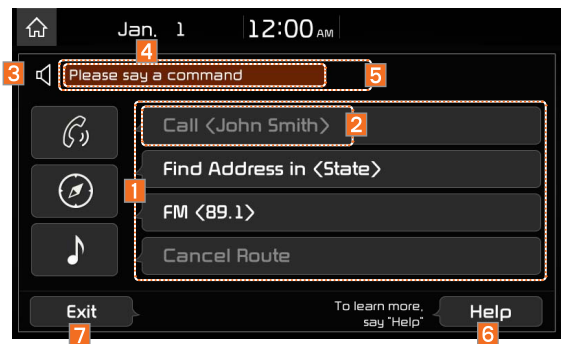 Jan. 1 12:00 AM
4
3 Please say a command 5
Call <John Smith> 2
Find Address in <State>
1
FM <89.1>
Cancel Route
Exit To learn more, say "Help" Help
7 6